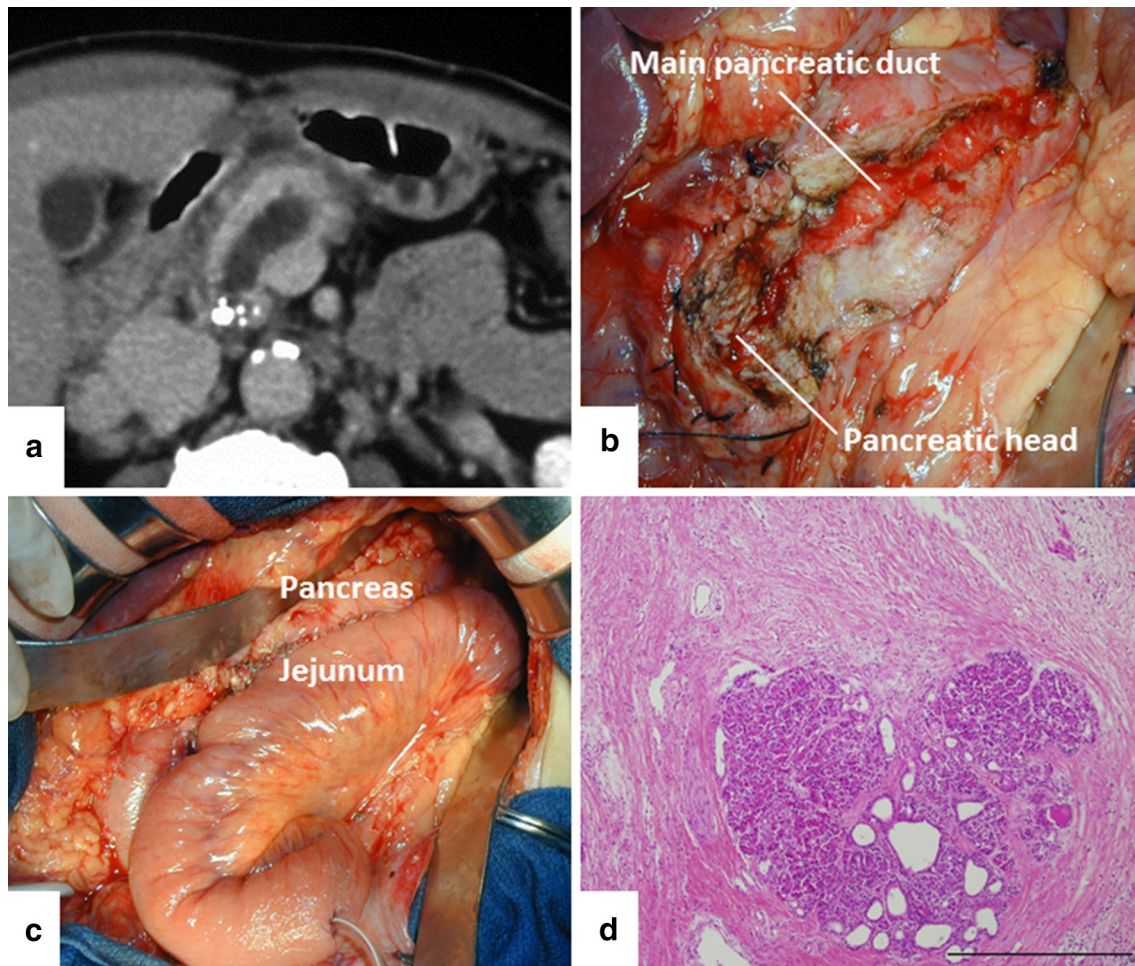 Main pancreatic duct
a
b
Pancreatic head
Pancreas
Jejunum
c
d